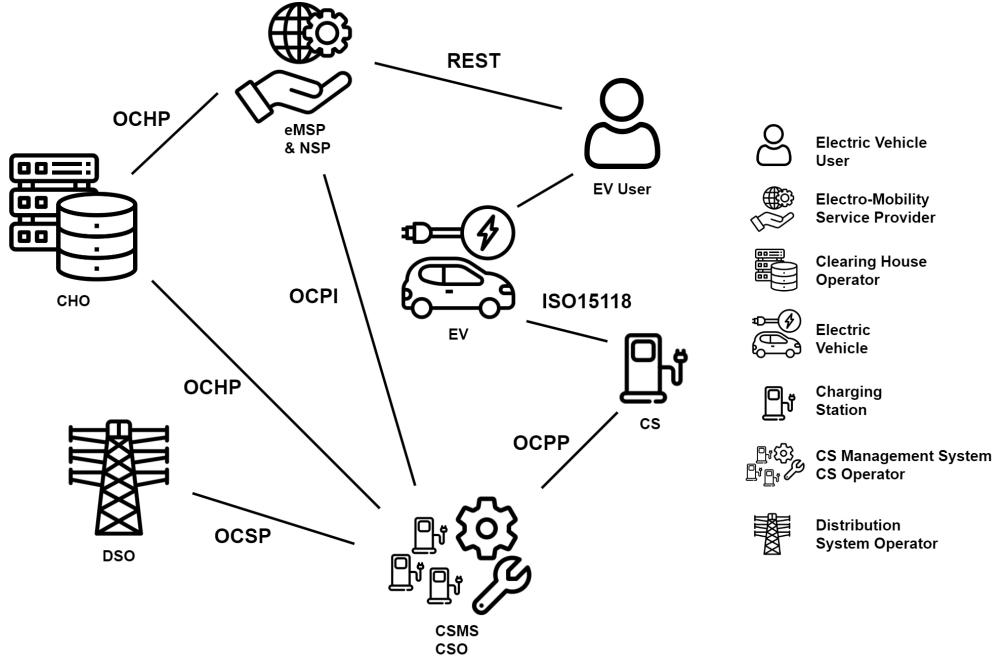 REST
OCHP
eMSP
& NSP
EV User
CHO
OCPI
ISO15118
EV
OCHP
CS
OCPP
DSO
OCSP
CSMS
CSO
Electric Vehicle
User
Electro-Mobility
Service Provider
Clearing House
Operator
Electric
Vehicle
Charging
Station
CS Management System
CS Operator
Distribution
System Operator